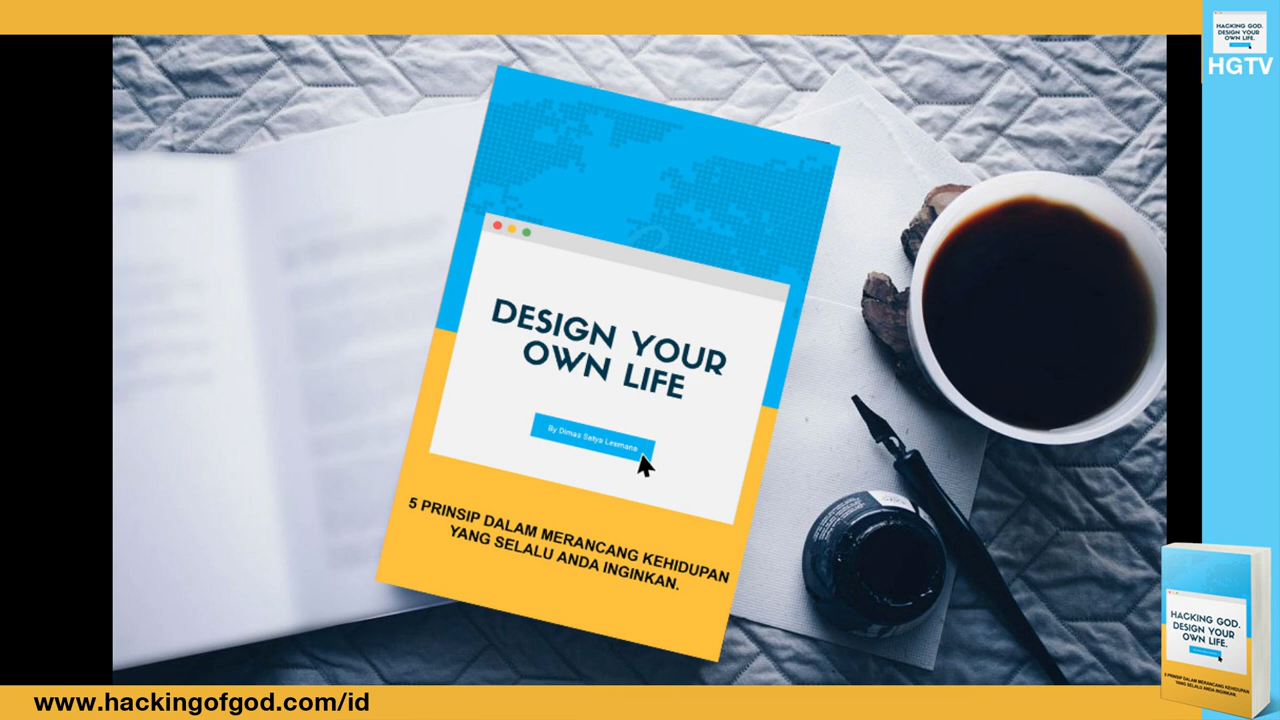 HACKING GOD.
DESIGN YOUR
OWN LIFE.
HGTV
DESIGN YOUR
OWN LIFE
By Dimas Satya Lesmana
5 PRINSIP DALAM MERANCANG KEHIDUPAN
YANG SELALU ANDA INGINKAN.
HACKING GOD.
DESIGN YOUR
OWN LIFE.
5 PRINSIP DALAM MERANCANG KEHIDUPAN
YANG SELALU ANDA INGINKAN.
www.hackingofgod.com/id